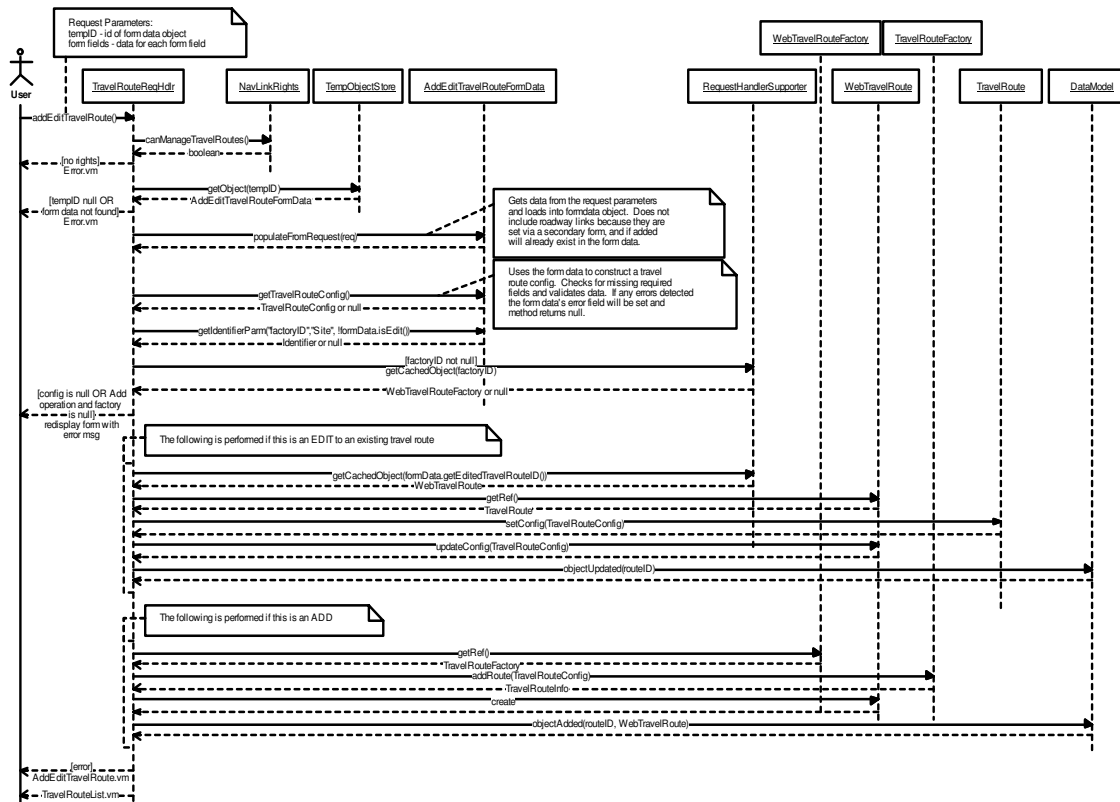 Request Parameters:
tempID - id of form data object
form fields - data for each form field
WebTravelRouteFactory
TravelRouteFactory
User
TravelRouteReqHdlr
NavLinkRights
TempObjectStore
AddEditTravelRouteFormData
RequestHandlerSupporter
WebTravelRoute
TravelRoute
DataModel
addEditTravelRoute()
canManageTravelRoutes()
boolean
[no rights]
Error.vm
getObject(tempID)
AddEditTravelRouteFormData
[tempID null OR
form data not found]
Error.vm
Gets data from the request parameters
and loads into formdata object. Does not
include roadway links because they are
set via a secondary form, and if added
will already exist in the form data.
populateFromRequest(req)
Uses the form data to construct a travel
route config. Checks for missing required
fields and validates data. If any errors detected
the form data's error field will be set and
method returns null.
getTravelRouteConfig()
TravelRouteConfig or null
getIdentifierParm("factoryID","Site", !formData.isEdit())
Identifier or null
[factoryID not null]
getCachedObject(factoryID)
WebTravelRouteFactory or null
[config is null OR Add
operation and factory
is null]
redisplay form with
error msg
The following is performed if this is an EDIT to an existing travel route
getCachedObject(formData.getEditedTravelRouteID())
WebTravelRoute
getRef()
TravelRoute
setConfig(TravelRouteConfig)
updateConfig(TravelRouteConfig)
objectUpdated(routeID)
The following is performed if this is an ADD
getRef()
TravelRouteFactory
addRoute(TravelRouteConfig)
TravelRouteInfo
create
objectAdded(routeID, WebTravelRoute)
[error]
AddEditTravelRoute.vm
TravelRouteList.vm